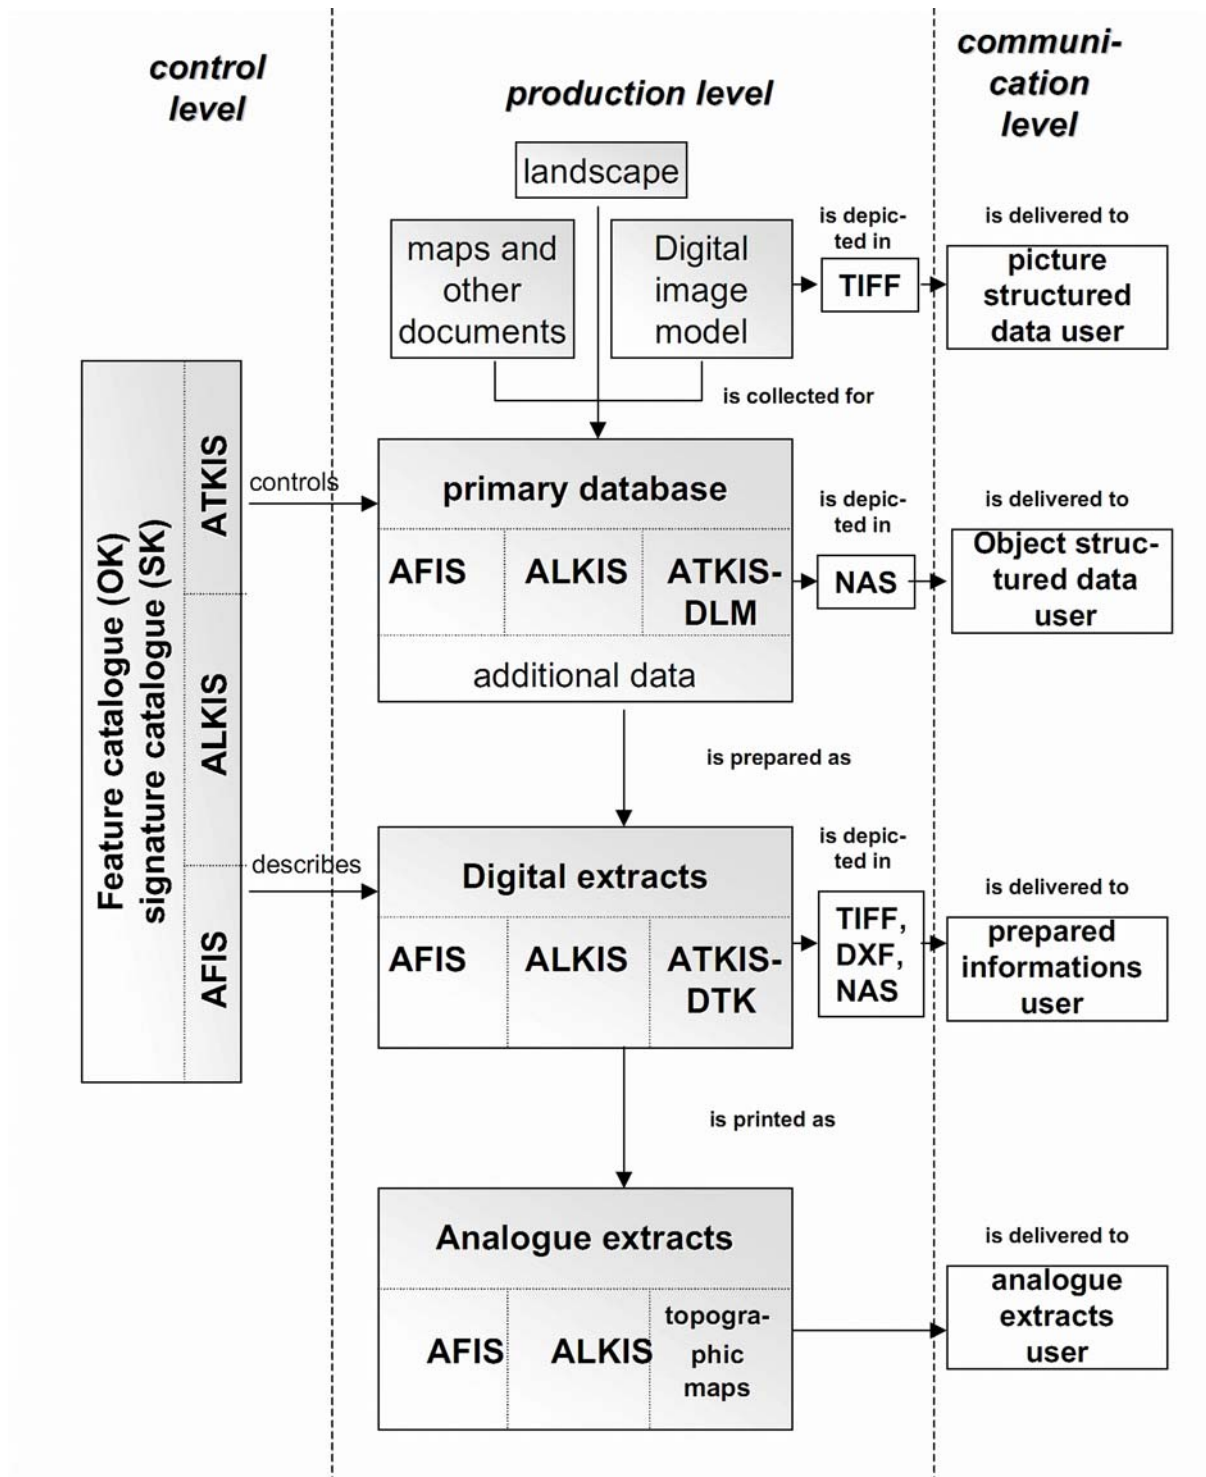 control
level
production level
communi-
cation
level
landscape
maps and
other
documents
Digital
image
model
is depic-
ted in
TIFF
is delivered to
picture
structured
data user
is collected for
Feature catalogue (OK)
signature catalogue (SK)
ATKIS
ALKIS
AFIS
controls
primary database
AFIS
ALKIS
ATKIS-
DLM
additional data
is depic-
ted in
NAS
is delivered to
Object struc-
tured data
user
is prepared as
describes
Digital extracts
AFIS
ALKIS
ATKIS-
DTK
is depic-
ted in
TIFF,
DXF,
NAS
is delivered to
prepared
informations
user
is printed as
Analogue extracts
AFIS
ALKIS
topogra-
phic
maps
is delivered to
analogue
extracts
user